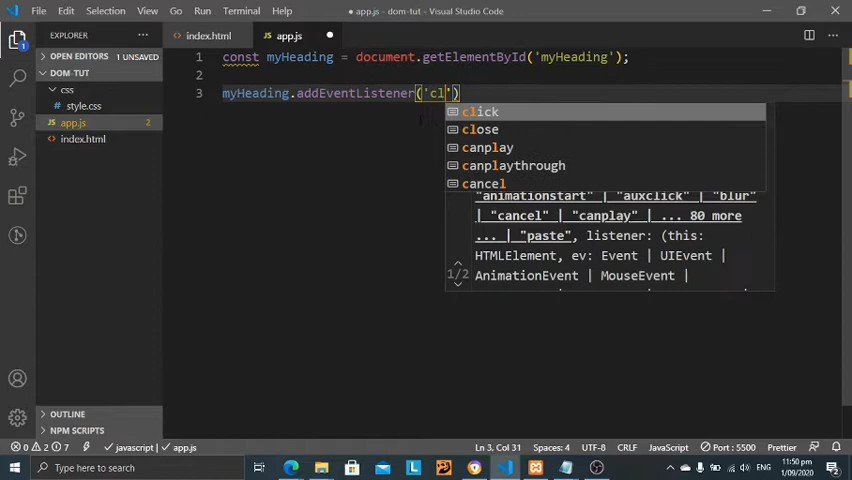 File Edit View Go Run Terminal Help
● app.js - dom-tut - Visual Studio Code
EXPLORER
index.html
app.js
1
OPEN EDITORS 1 UNSAVED
DOM-TUT
css
style.css
app.js
index.html
OUTLINE
NPM SCRIPTS
1 const myHeading = document.getElementById('myHeading');
2
3 myHeading.addEventListener('cl')
click
close
canplay
canplaythrough
cancel
"animationstart" | "auxclick" | "blur"
| "cancel" | "canplay" | ... 80 more
... | "paste", listener: (this:
HTMLElement, ev: Event | UIEvent |
1/2
AnimationEvent | MouseEvent |
0 2 7 javascript | app.js Ln 3, Col 31 Spaces: 4 UTF-8 CRLF JavaScript Port : 5500 Prettier
Type here to search
ENG
11:50 pm
1/09/2020
2